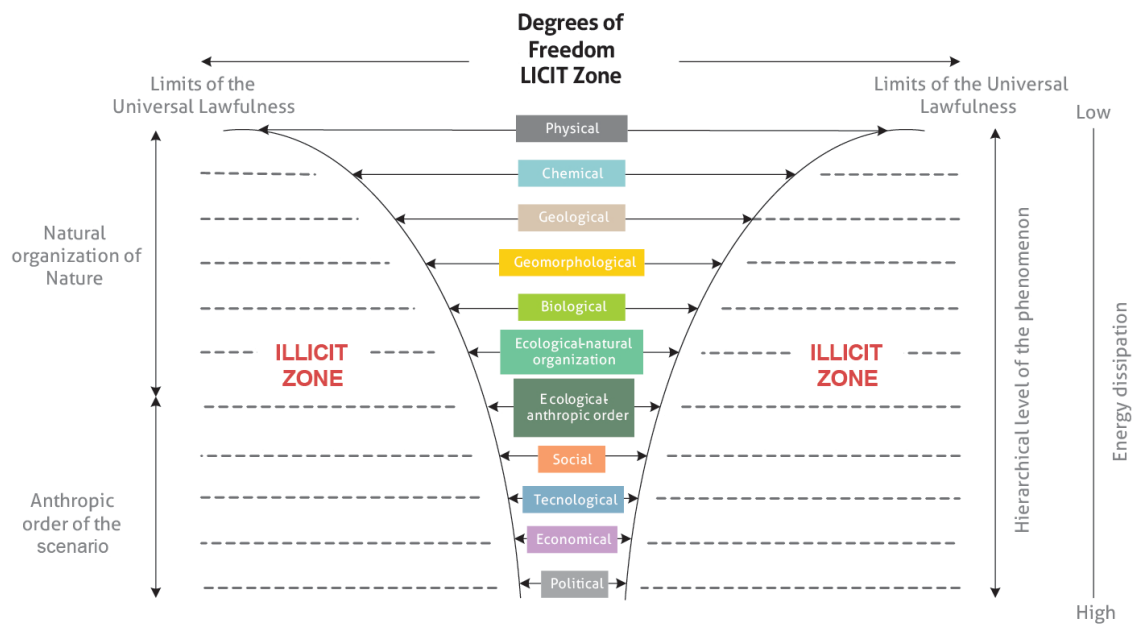 Degrees of
Freedom
LICIT Zone
Limits of the
Universal Lawfulness
Limits of the Universal
Lawfulness
Low
Physical
Chemical
Geological
Natural
organization of
Nature
Geomorphological
Biological
Ecological-natural
organization
ILLICIT
ZONE
ILLICIT
ZONE
Ecological-
anthropic order
Social
Tecnological
Anthropic
order of the
scenario
Economical
Political
Hierarchical level of the phenomenon
Energy dissipation
High